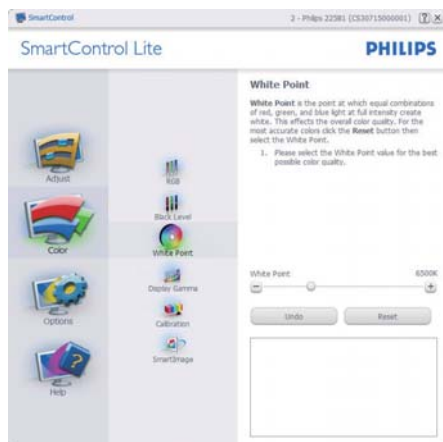 SmartControl
2 - Philips 225B1 (CS30715000001)
SmartControl Lite
PHILIPS
White Point
White Point is the point at which equal combinations
of red, green, and blue light at full intensity create
white. This effects the overall color quality. For the
most accurate colors click the Reset button then
select the White Point.
1. Please select the White Point value for the best
possible color quality.
Adjust
Color
Options
Help
RGB
Black Level
White Point
Display Gamma
Calibration
SmartImage
White Point
6500K
Undo
Reset